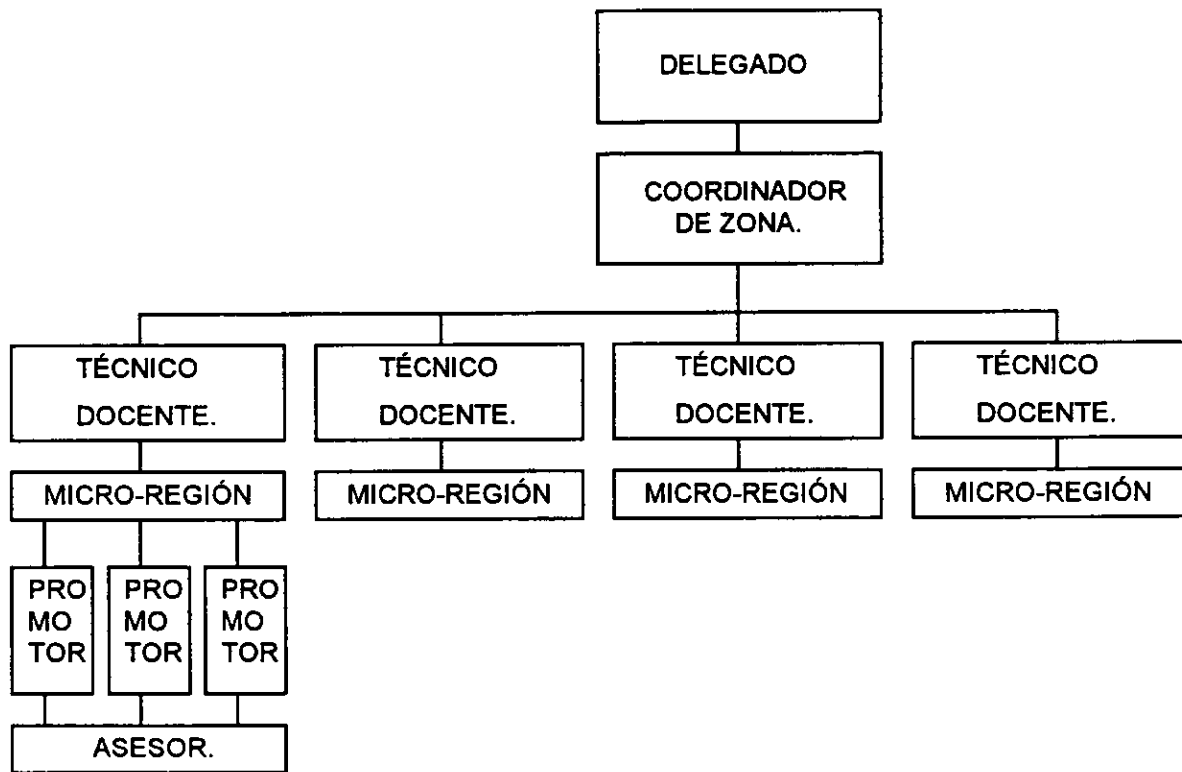 DELEGADO
COORDINADOR
DE ZONA.
TÉCNICO
DOCENTE.
TÉCNICO
DOCENTE.
TÉCNICO
DOCENTE.
TÉCNICO
DOCENTE.
MICRO-REGIÓN
MICRO-REGIÓN
MICRO-REGIÓN
MICRO-REGIÓN
PRO
MO
TOR
PRO
MO
TOR
PRO
MO
TOR
ASESOR.